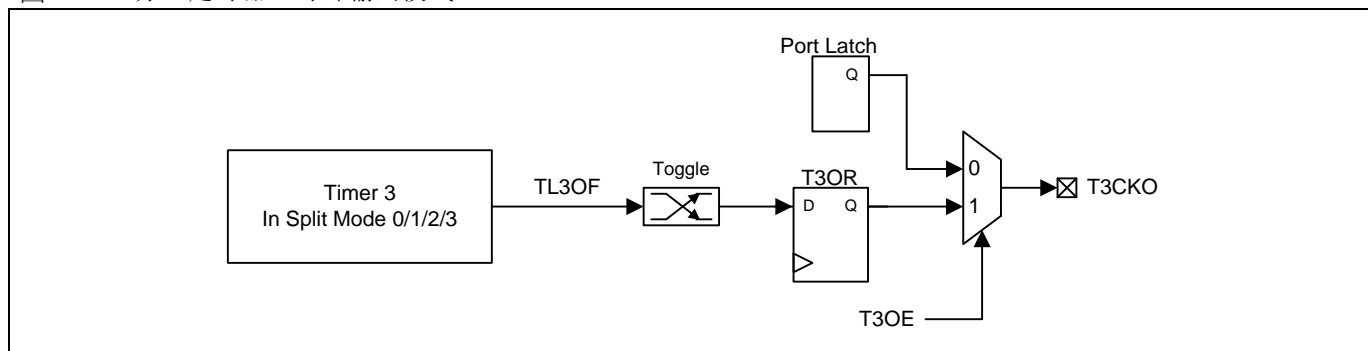 Port Latch
Q
Timer 3
In Split Mode 0/1/2/3
TL3OF
Toggle
T3OR
D Q
0
1
T3CKO
T3OE